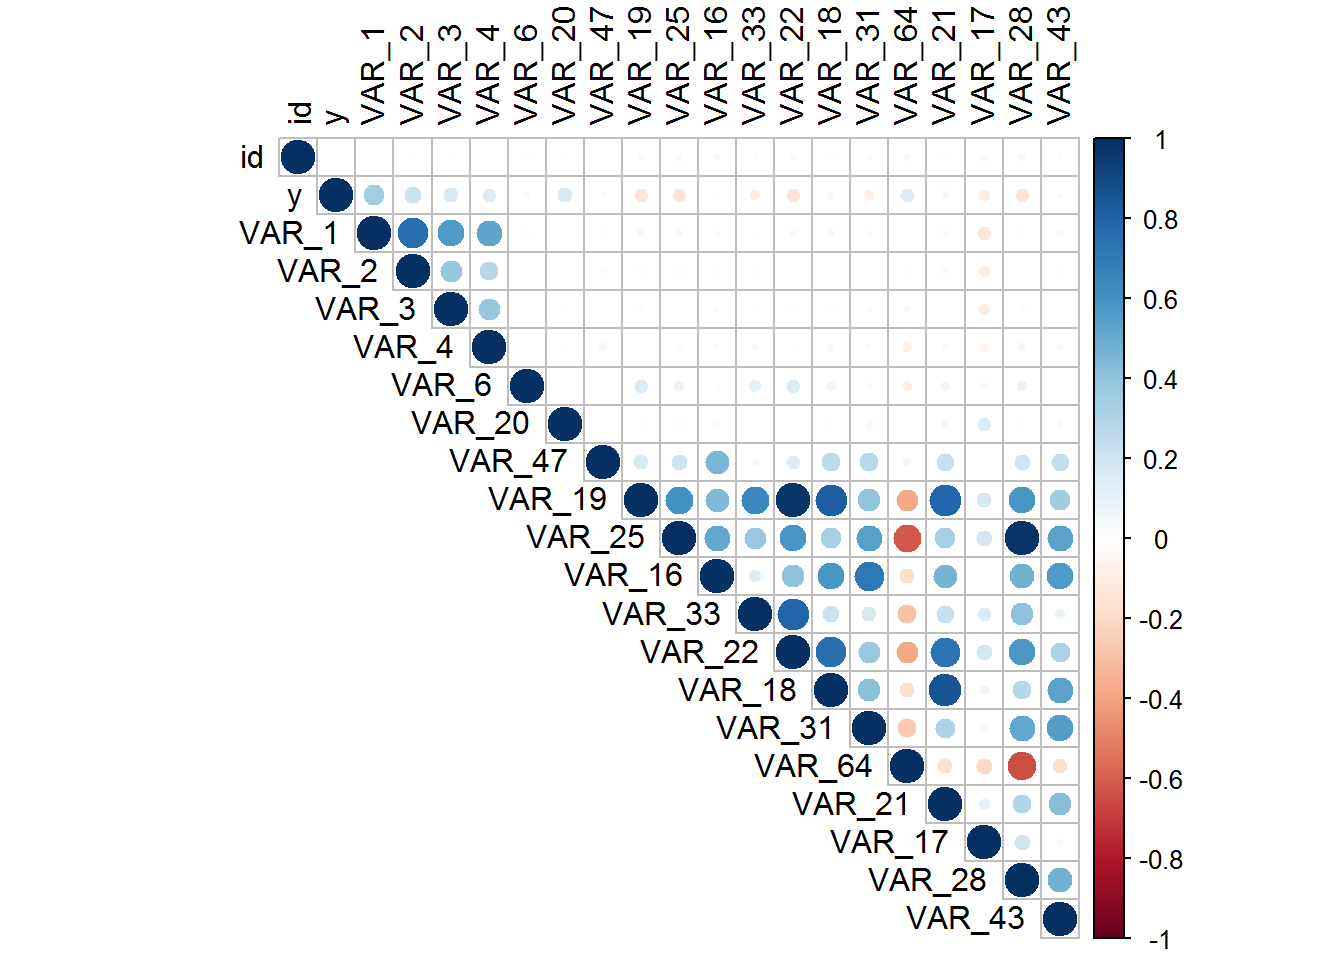 id
y
VAR_1
VAR_2
VAR_3
VAR_4
VAR_6
VAR_20
VAR_47
VAR_19
VAR_25
VAR_16
VAR_33
VAR_22
VAR_18
VAR_31
VAR_64
VAR_21
VAR_17
VAR_28
VAR_43
id
y
VAR_1
VAR_2
VAR_3
VAR_4
VAR_6
VAR_20
VAR_47
VAR_19
VAR_25
VAR_16
VAR_33
VAR_22
VAR_18
VAR_31
VAR_64
VAR_21
VAR_17
VAR_28
VAR_43
1
0.8
0.6
0.4
0.2
0
-0.2
-0.4
-0.6
-0.8
-1